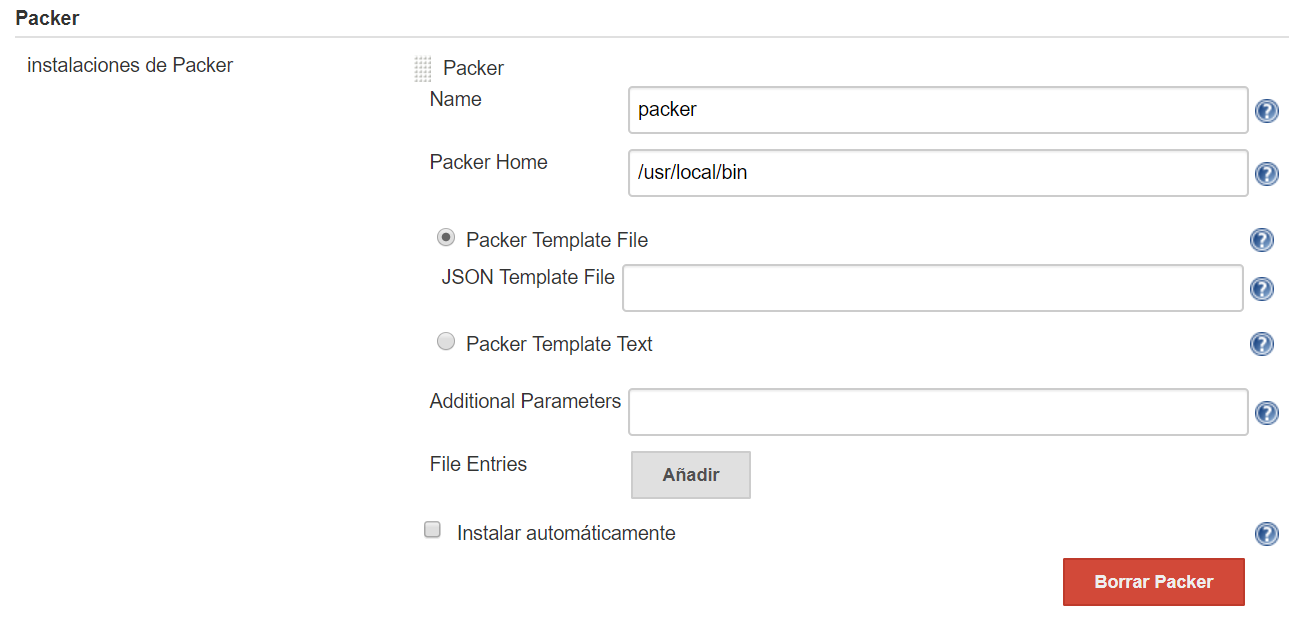 Packer
instalaciones de Packer
Packer
Name
packer
Packer Home
/usr/local/bin
Packer Template File
JSON Template File
Packer Template Text
Additional Parameters
File Entries
Añadir
Instalar automáticamente
Borrar Packer